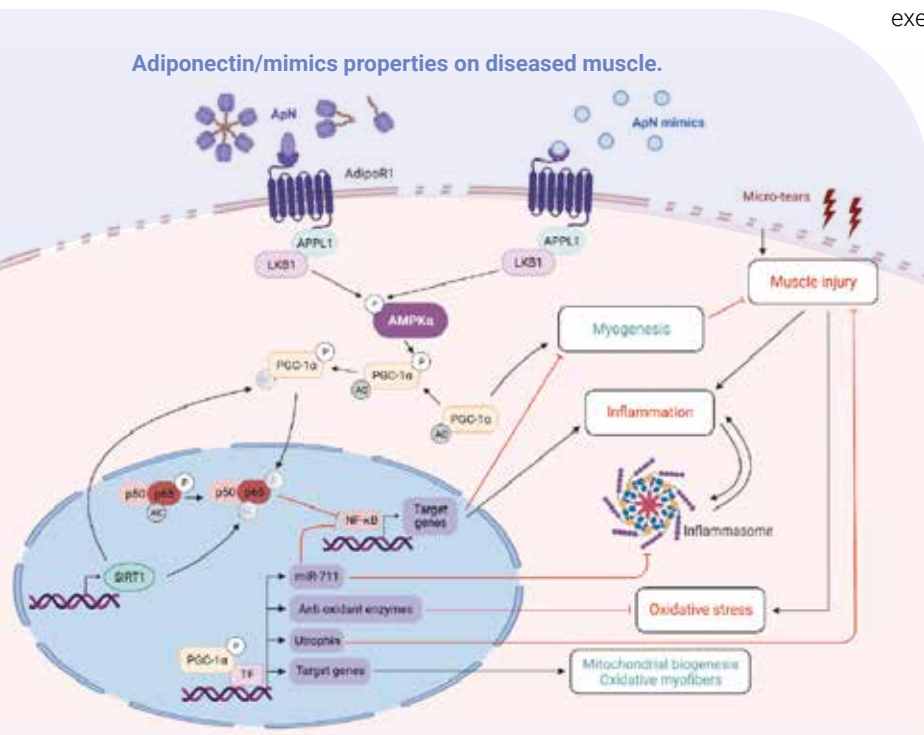 exe
Adiponectin/mimics properties on diseased muscle.
ApN
ApN mimics
AdipoR1
Micro-tears
APPL1
APPL1
LKB1
LKB1
Muscle injury
P
AMPKα
Myogenesis
P
PGC-1α
P
PGC-1α
AC
PGC-1α
AC
Inflammation
p50 p65
P
AC
p50 p65
NF-κB
Target
genes
Inflammasome
SIRT1
miR-711
Anti-oxidant enzymes
Oxidative stress
Utrophin
P
PGC-1α
TF
Target genes
Mitochondrial biogenesis
Oxidative myofibers